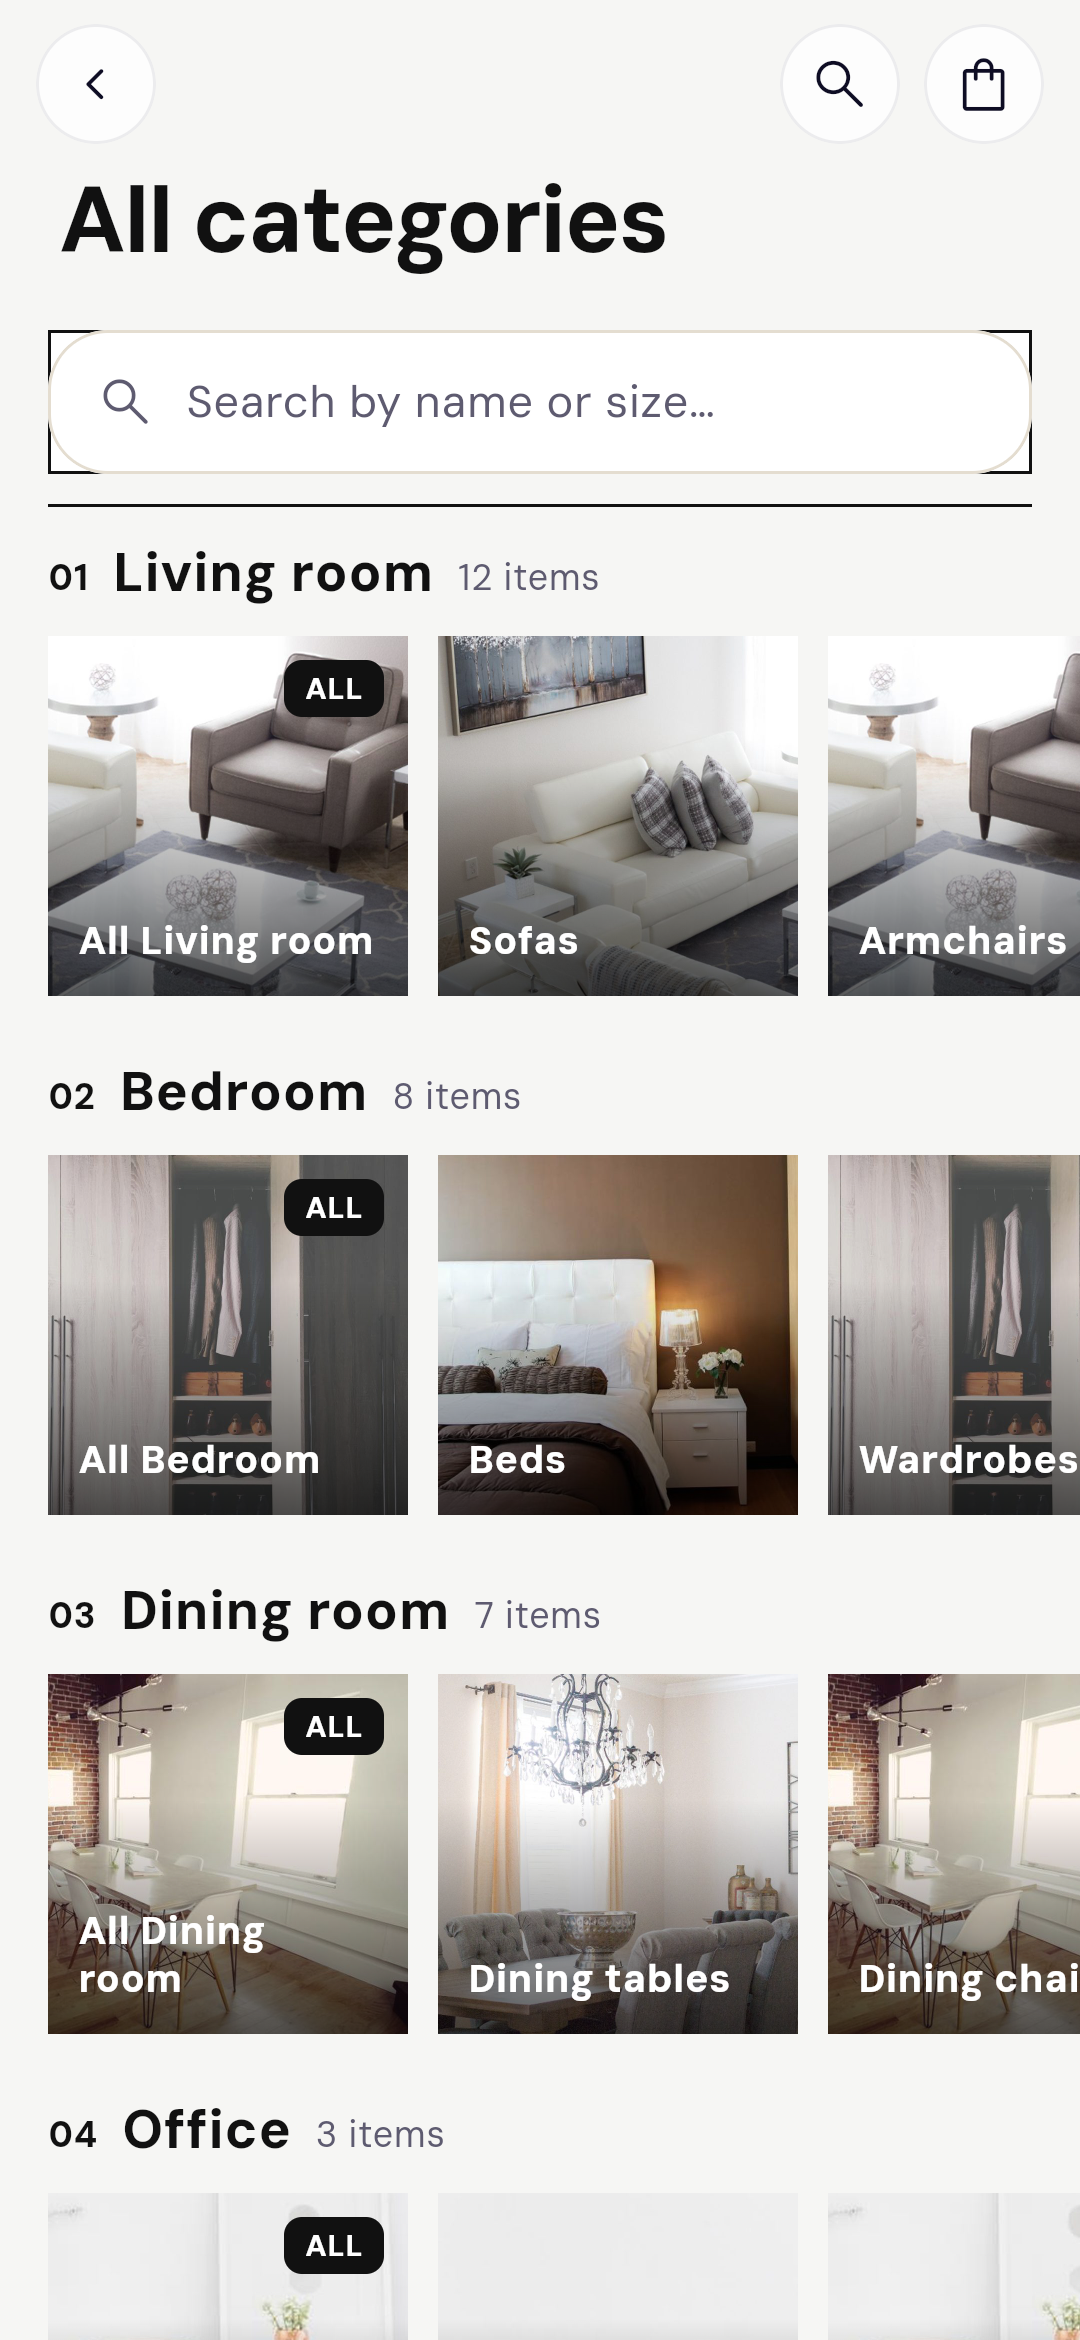 All categories
Search by name or size...
01 Living room 12 items
ALL
All Living room
Sofas
Armchairs
02 Bedroom 8 items
ALL
All Bedroom
Beds
Wardrobes
03 Dining room 7 items
ALL
All Dining
room
Dining tables
Dining chai
04 Office 3 items
ALL